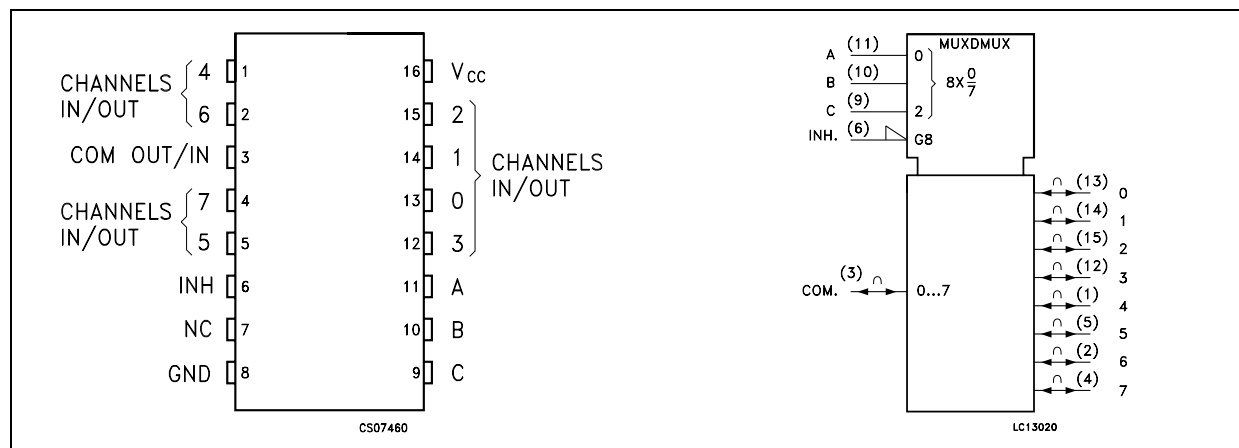 CHANNELS IN/OUT
4
6
1
2
COM OUT/IN
3
CHANNELS IN/OUT
7
5
4
5
INH
6
NC
7
GND
8
16
VCC
15
2
14
1
13
0
12
3
CHANNELS IN/OUT
11
A
10
B
9
C
CS07460
MUXDMUX
A (11) 0
B (10)
C (9) 2
8X 0/7
INH. (6) G8
COM. (3) ∩ 0...7
∩ (13) 0
∩ (14) 1
∩ (15) 2
∩ (12) 3
∩ (1) 4
∩ (5) 5
∩ (2) 6
∩ (4) 7
LC13020